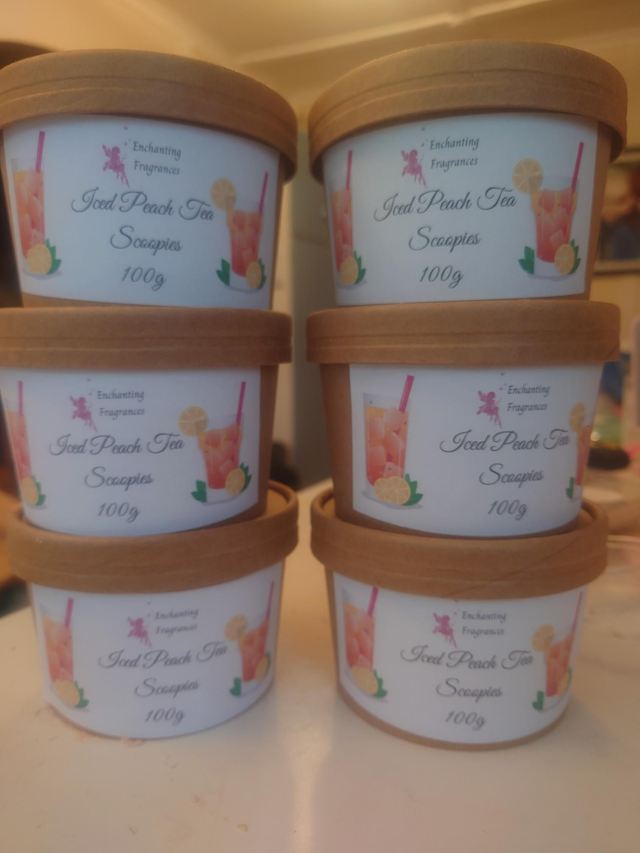 Enchanting
Fragrances
Iced Peach Tea
Scoopies
100g
Enchanting
Fragrances
Iced Peach Tea
Scoopies
100g
Enchanting
Fragrances
Iced Peach Tea
Scoopies
100g
Enchanting
Fragrances
Iced Peach Tea
Scoopies
100g
Enchanting
Fragrances
Iced Peach Tea
Scoopies
100g
Enchanting
Fragrances
Iced Peach Tea
Scoopies
100g